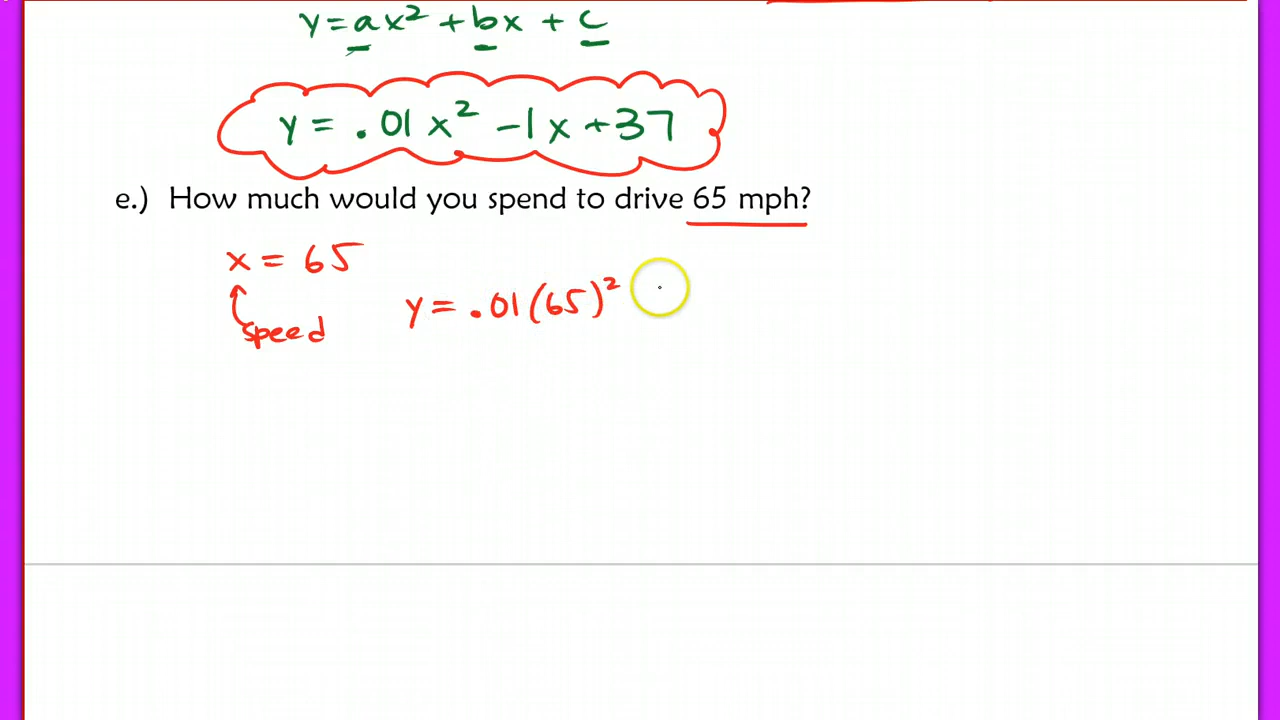 y = ax² + bx + c
y = .01x² - 1x + 37
e.) How much would you spend to drive 65 mph?
x = 65
speed
y = .01(65)²